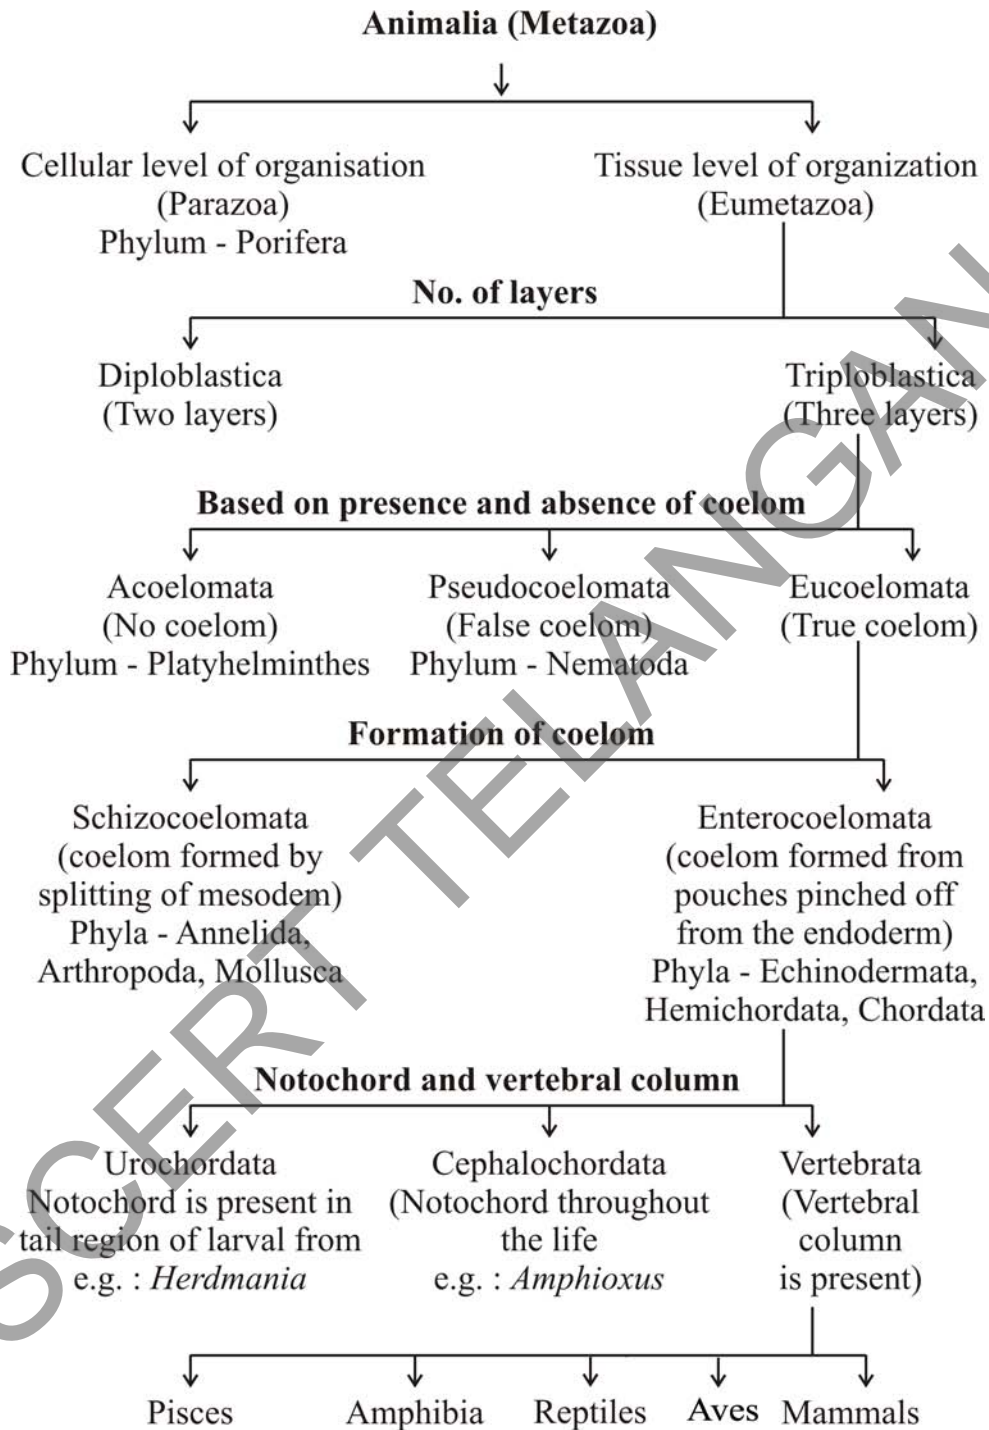 Animalia (Metazoa)
Cellular level of organisation
(Parazoa)
Phylum - Porifera
Tissue level of organization
(Eumetazoa)
No. of layers
Diploblastica
(Two layers)
Triploblastica
(Three layers)
Based on presence and absence of coelom
Acoelomata
(No coelom)
Phylum - Platyhelminthes
Pseudocoelomata
(False coelom)
Phylum - Nematoda
Eucoelomata
(True coelom)
Formation of coelom
Schizocoelomata
(coelom formed by
splitting of mesodem)
Phyla - Annelida,
Arthropoda, Mollusca
Enterocoelomata
(coelom formed from
pouches pinched off
from the endoderm)
Phyla - Echinodermata,
Hemichordata, Chordata
Notochord and vertebral column
Urochordata
Notochord is present in
tail region of larval from
e.g. : Herdmania
Cephalochordata
(Notochord throughout
the life
e.g. : Amphioxus
Vertebrata
(Vertebral
column
is present)
Pisces
Amphibia
Reptiles
Aves
Mammals
SCERT TELANGAN